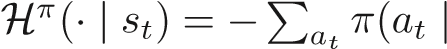 ℋ^π(· | s_t) = − ∑_{a_t} π(a_t |